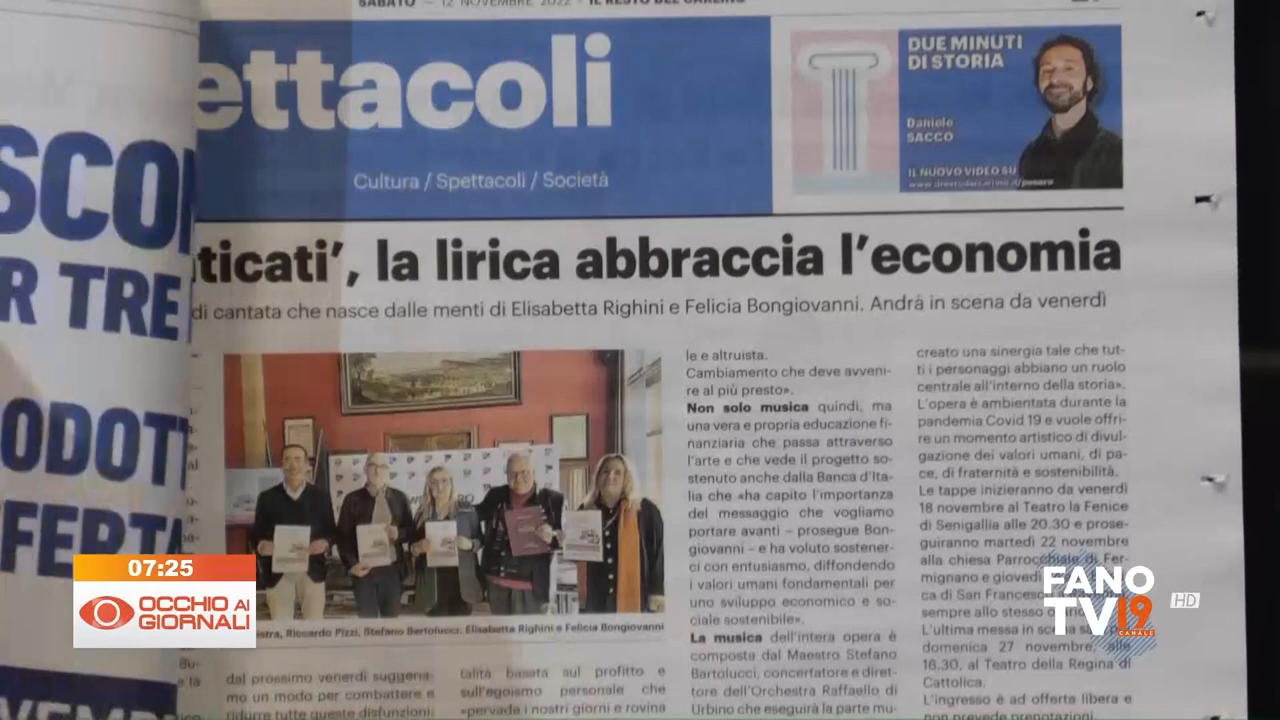 SABATO — 12 NOVEMBRE 2022 – IL RESTO DEL CARLINO
ettacoli
Cultura / Spettacoli / Società
DUE MINUTI
DI STORIA
Daniele
SACCO
IL NUOVO VIDEO SU
www.ilrestodelcarlino.it/pesaro
SCON
R TRE
ODOTT
FERTA
VEMB
ticati’, la lirica abbraccia l’economia
di cantata che nasce dalle menti di Elisabetta Righini e Felicia Bongiovanni. Andrà in scena da venerdì
istra, Riccardo Pizzi, Stefano Bertolucci, Elisabetta Righini e Felicia Bongiovanni
dal prossimo venerdì suggeria-
mo un modo per combattere e
ridurre tutte queste disfunzioni
talità basata sul profitto e
sull’egoismo personale che
«pervade i nostri giorni e rovina
le e altruista.
Cambiamento che deve avveni-
re al più presto».
Non solo musica quindi, ma
una vera e propria educazione fi-
nanziaria che passa attraverso
l’arte e che vede il progetto so-
stenuto anche dalla Banca d’Ita-
lia che «ha capito l’importanza
del messaggio che vogliamo
portare avanti – prosegue Bon-
giovanni – e ha voluto sostener-
ci con entusiasmo, diffondendo
i valori umani fondamentali per
uno sviluppo economico e so-
ciale sostenibile».
La musica dell’intera opera è
composta dal Maestro Stefano
Bartolucci, concertatore e diret-
tore dell’Orchestra Raffaello di
Urbino che eseguirà la parte mu-
creato una sinergia tale che tut-
ti i personaggi abbiano un ruolo
centrale all’interno della storia».
L’opera è ambientata durante la
pandemia Covid 19 e vuole offri-
re un momento artistico di divul-
gazione dei valori umani, di pa-
ce, di fraternità e sostenibilità.
Le tappe inizieranno da venerdì
18 novembre al Teatro la Fenice
di Senigallia alle 20.30 e prose-
guiranno martedì 22 novembre
alla chiesa Parrocchiale di Fer-
mignano e giovedì
ca di San Francesco
sempre allo stesso
L’ultima messa in scena
domenica 27 novembre, alle
16.30, al Teatro della Regina di
Cattolica.
L’ingresso è ad offerta libera e
non prevede prenotazioni
07:25
OCCHIO AI
GIORNALI
FANO
TV 19
CANALE
HD